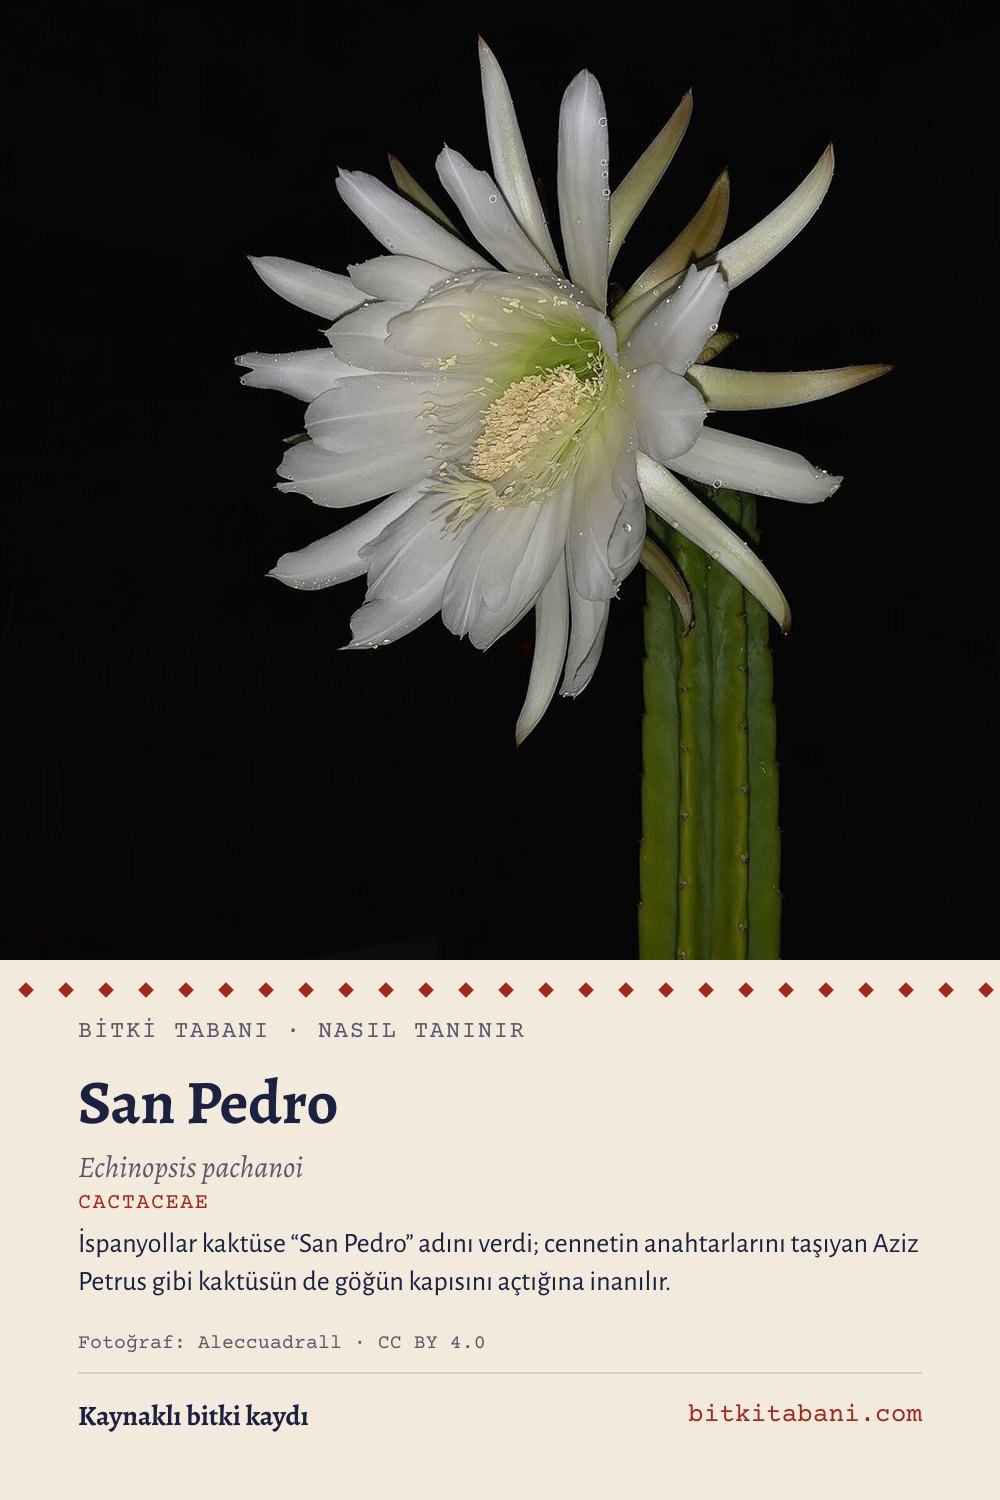 BİTKİ TABANI · NASIL TANINIR
San Pedro
Echinopsis pachanoi
CACTACEAE
İspanyollar kaktüse “San Pedro” adını verdi; cennetin anahtarlarını taşıyan Aziz
Petrus gibi kaktüsün de göğün kapısını açtığına inanılır.
Fotoğraf: Aleccuadrall · CC BY 4.0
Kaynaklı bitki kaydı
bitkitabani.com